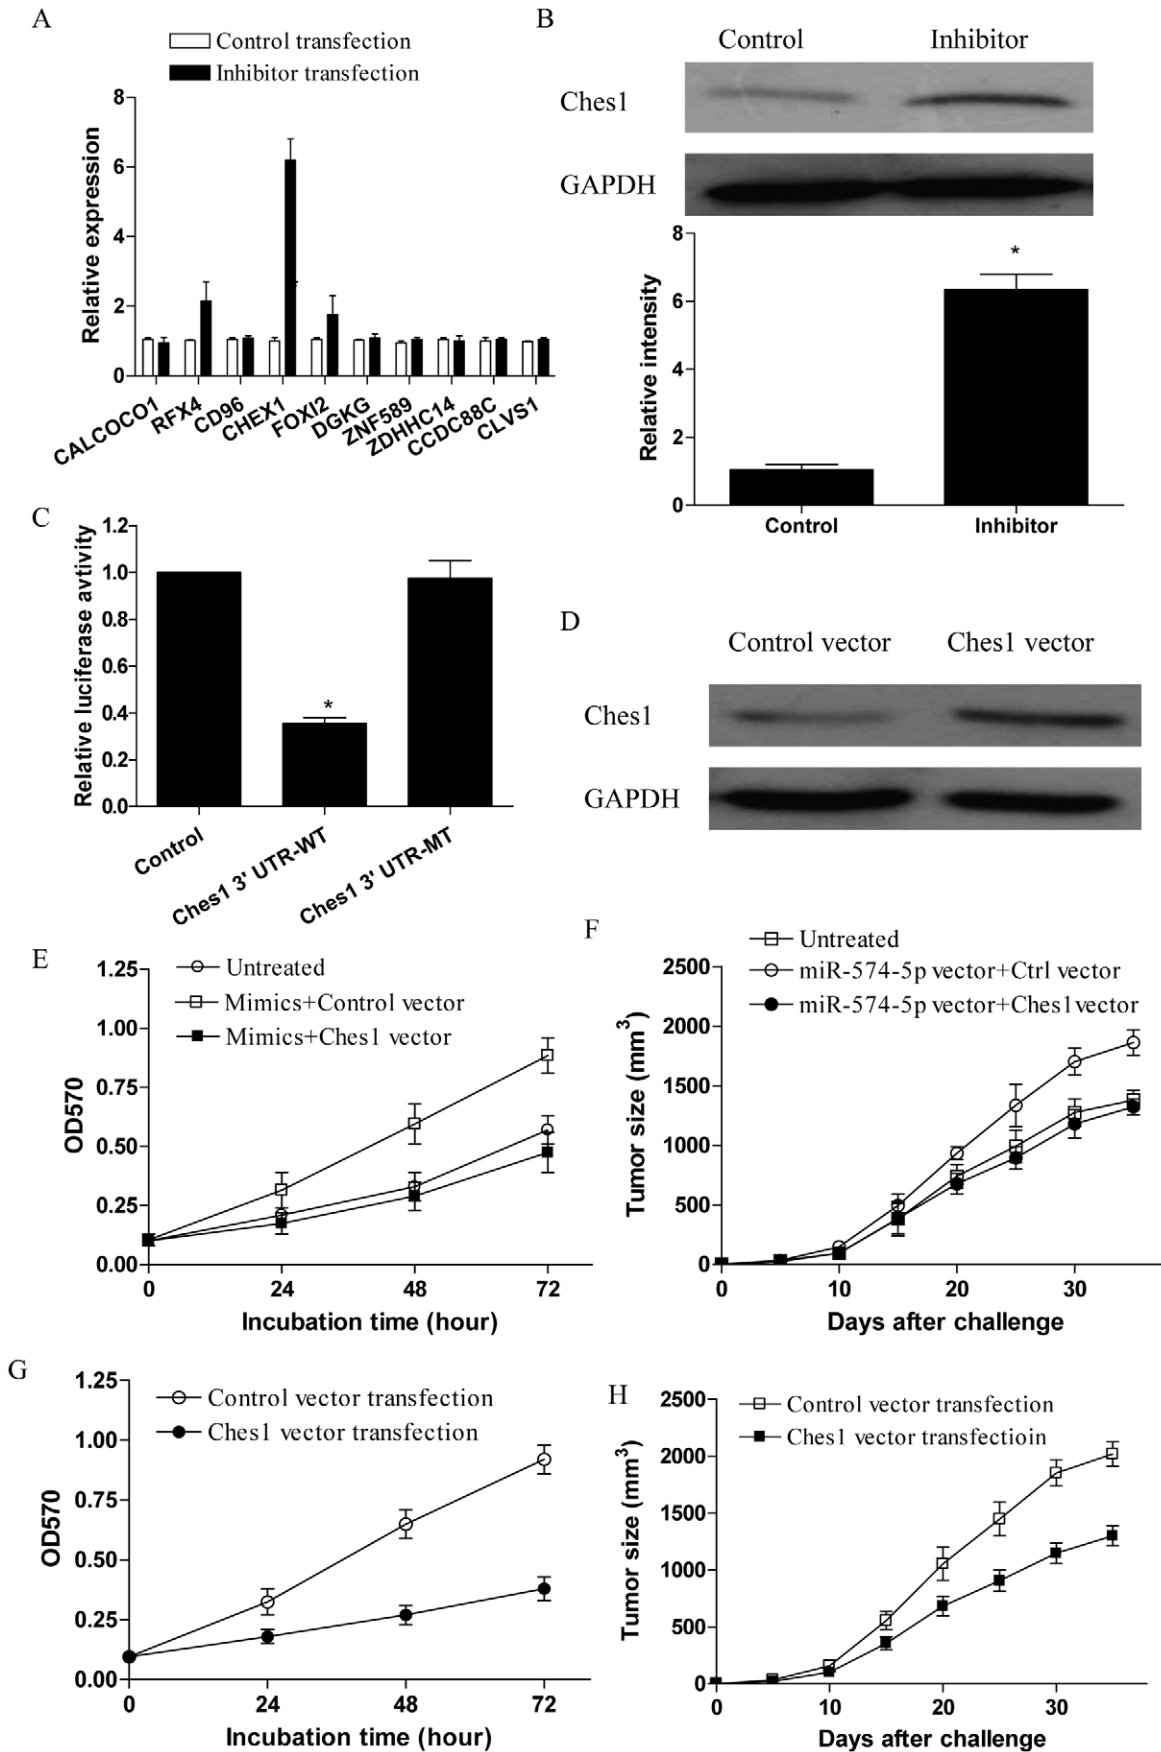 A
Control transfection
Inhibitor transfection
8
6
4
2
0
Relative expression
CALCOCO1
RFX4
CD96
CHEX1
FOXI2
DGKG
ZNF589
ZDHHC14
CCDC88C
CLVS1
B
Control Inhibitor
Ches1
GAPDH
8
6
4
2
0
Relative intensity
*
Control Inhibitor
C
1.2
1.0
0.8
0.6
0.4
0.2
0.0
Relative luciferase avtivity
*
Control
Ches1 3' UTR-WT
Ches1 3' UTR-MT
D
Control vector Ches1 vector
Ches1
GAPDH
E
Untreated
Mimics+Control vector
Mimics+Ches1 vector
1.25
1.00
0.75
0.50
0.25
0.00
OD570
0 24 48 72
Incubation time (hour)
F
Untreated
miR-574-5p vector+Ctrl vector
miR-574-5p vector+Ches1vector
2500
2000
1500
1000
500
0
Tumor size (mm3)
0 10 20 30
Days after challenge
G
Control vector transfection
Ches1 vector transfection
1.25
1.00
0.75
0.50
0.25
0.00
OD570
0 24 48 72
Incubation time (hour)
H
Control vector transfection
Ches1 vector transfectioin
2500
2000
1500
1000
500
0
Tumor size (mm3)
0 10 20 30
Days after challenge